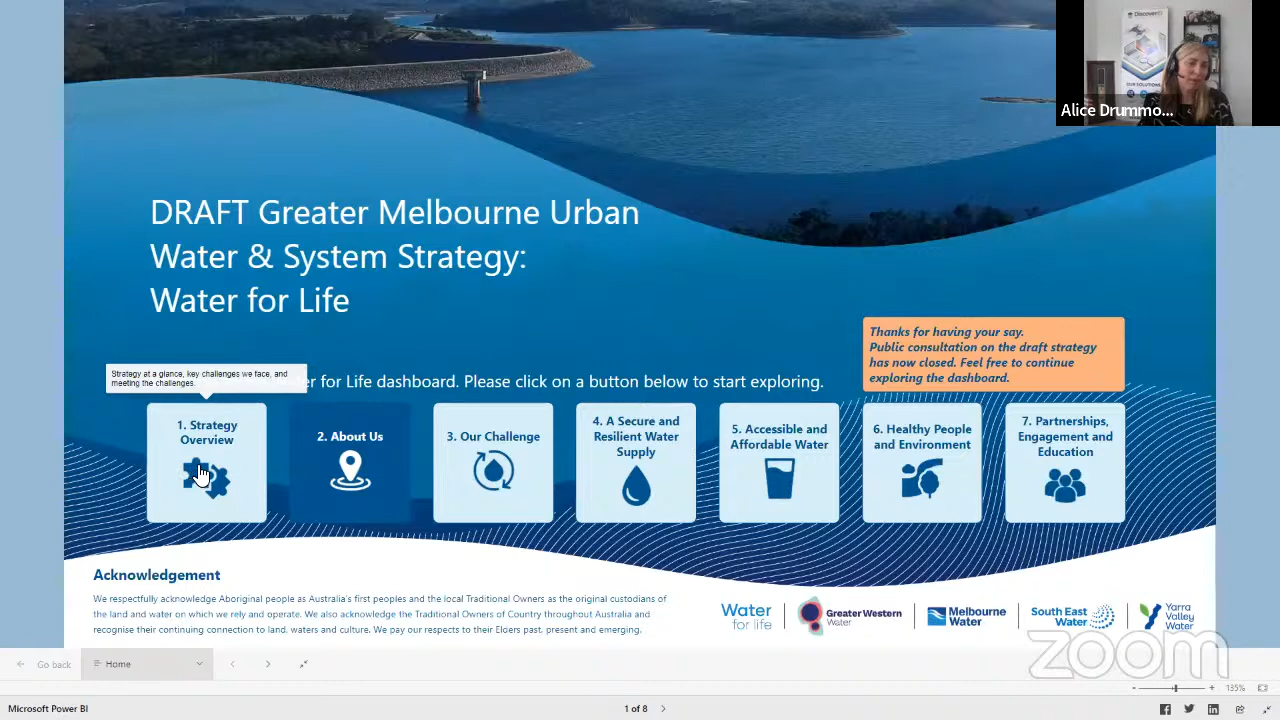 DiscoverEI
Alice Drummo...
DRAFT Greater Melbourne Urban
Water & System Strategy:
Water for Life
Thanks for having your say.
Public consultation on the draft strategy
has now closed. Feel free to continue
exploring the dashboard.
Strategy at a glance, key challenges we face, and
meeting the challenges.
er for Life dashboard. Please click on a button below to start exploring.
1. Strategy
Overview
2. About Us
3. Our Challenge
4. A Secure and
Resilient Water
Supply
5. Accessible and
Affordable Water
6. Healthy People
and Environment
7. Partnerships,
Engagement and
Education
Acknowledgement
We respectfully acknowledge Aboriginal people as Australia's first peoples and the local Traditional Owners as the original custodians of
the land and water on which we rely and operate. We also acknowledge the Traditional Owners of Country throughout Australia and
recognise their continuing connection to land, waters and culture. We pay our respects to their Elders past, present and emerging.
Water
for life
Greater Western
Water
Melbourne
Water
South East
Water
Yarra
Valley
Water
zoom
Go back
Home
135%
Microsoft Power BI
1 of 8